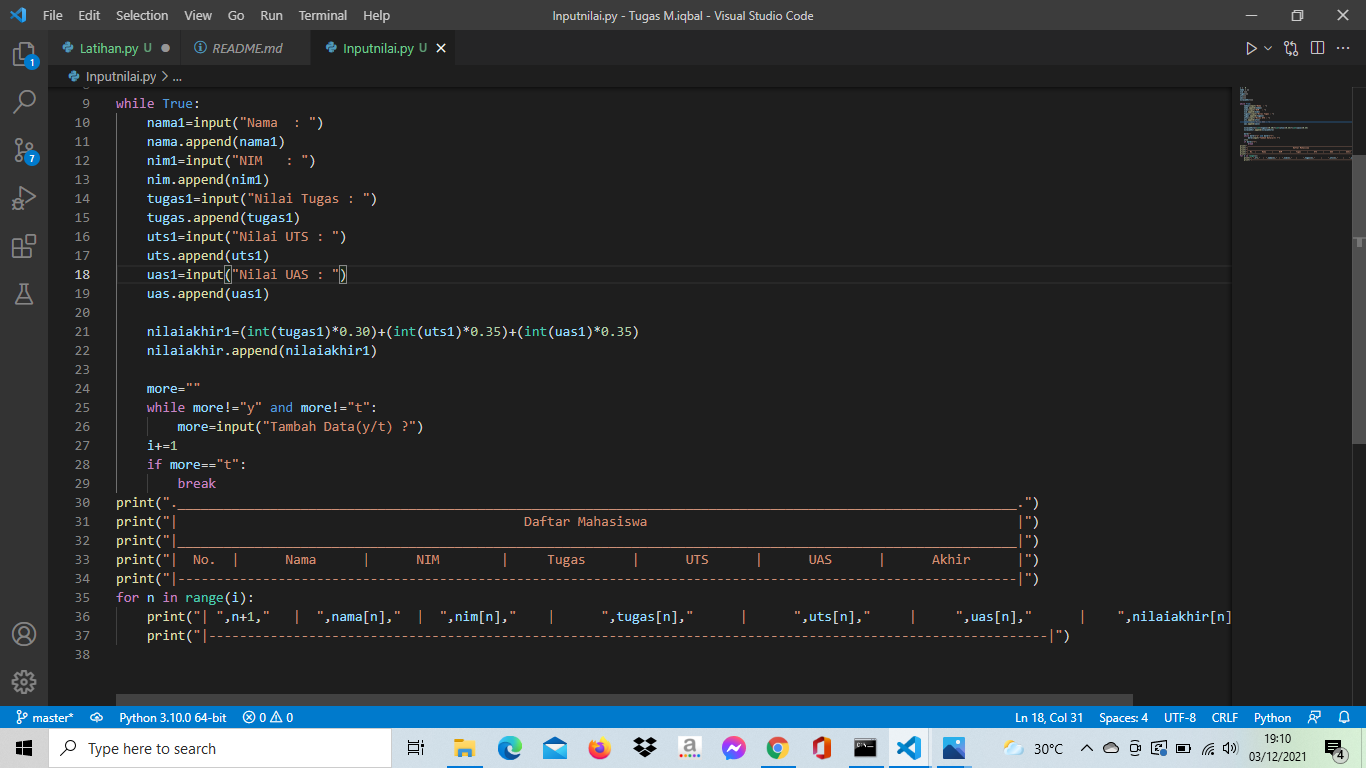 File Edit Selection View Go Run Terminal Help Inputnilai.py - Tugas M.iqbal - Visual Studio Code
Latihan.py U README.md Inputnilai.py U
Inputnilai.py > ...
9 while True:
10 nama1=input("Nama  : ")
11 nama.append(nama1)
12 nim1=input("NIM   : ")
13 nim.append(nim1)
14 tugas1=input("Nilai Tugas : ")
15 tugas.append(tugas1)
16 uts1=input("Nilai UTS : ")
17 uts.append(uts1)
18 uas1=input("Nilai UAS : ")
19 uas.append(uas1)
20
21 nilaiakhir1=(int(tugas1)*0.30)+(int(uts1)*0.35)+(int(uas1)*0.35)
22 nilaiakhir.append(nilaiakhir1)
23
24 more=""
25 while more!="y" and more!="t":
26 more=input("Tambah Data(y/t) ?")
27 i+=1
28 if more=="t":
29 break
30 print("._____________________________________________________________________________________________________________.")
31 print("|                                             Daftar Mahasiswa                                                |")
32 print("|_____________________________________________________________________________________________________________|")
33 print("|  No.  |      Nama      |      NIM        |     Tugas      |      UTS      |      UAS      |      Akhir      |")
34 print("|-------------------------------------------------------------------------------------------------------------|")
35 for n in range(i):
36 print("| ",n+1,"   |  ",nama[n],"  |  ",nim[n],"    |      ",tugas[n],"      |      ",uts[n],"     |     ",uas[n],"      |    ",nilaiakhir[n]
37 print("|-------------------------------------------------------------------------------------------------------------|")
38
master* Python 3.10.0 64-bit 0 0 Ln 18, Col 31 Spaces: 4 UTF-8 CRLF Python
Type here to search 30°C 19:10
03/12/2021
1
7
4
a